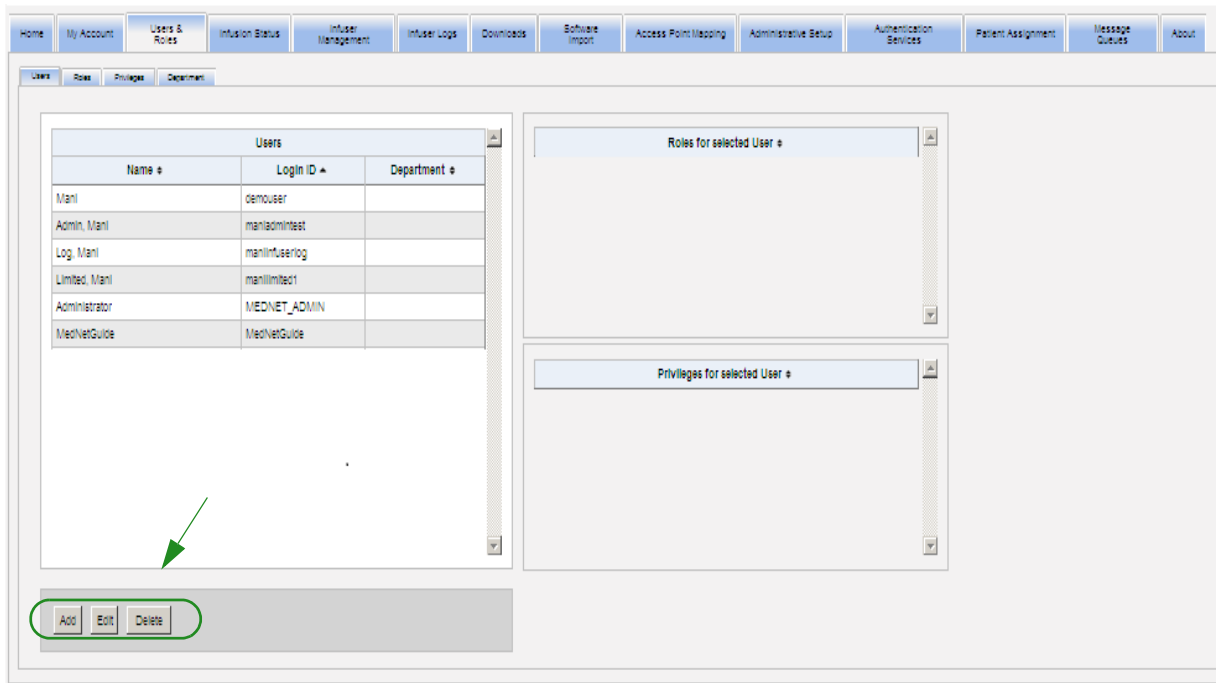 Home My Account Users & Roles Infusion Status Infuser Management Infuser Logs Downloads Software Import Access Point Mapping Administrative Setup Authentication Services Patient Assignment Message Queues About
Users Roles Privileges Department
Users
Name Login ID Department
Mani demouser
Admin, Mani maniadmintest
Log, Mani maniinfuserlog
Limited, Mani manilimited1
Administrator MEDNET_ADMIN
MedNetGuide MedNetGuide
Roles for selected User
Privileges for selected User
Add Edit Delete